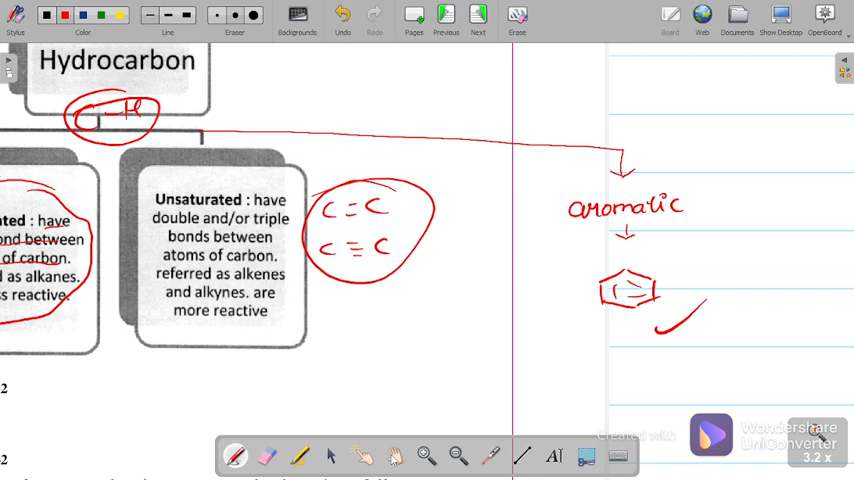 Stylus
Color
Line
Eraser
Backgrounds
Undo
Redo
Pages
Previous
Next
Erase
Board
Web
Documents
Show Desktop
OpenBoard
Hydrocarbon
C-H
ted : have
ond between
of carbon.
d as alkanes.
ss reactive.
Unsaturated : have
double and/or triple
bonds between
atoms of carbon.
referred as alkenes
and alkynes. are
more reactive
C = C
C ≡ C
aromatic
-2
-2
Created with
Wondershare
UniConverter
3.2 x